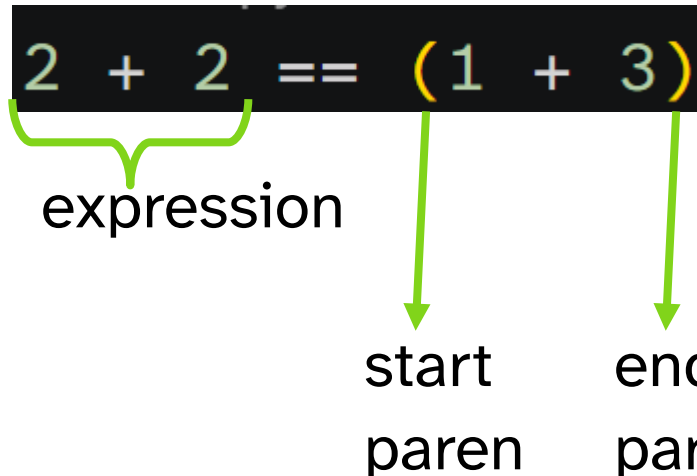 2 + 2 == (1 + 3)
expression
start
paren